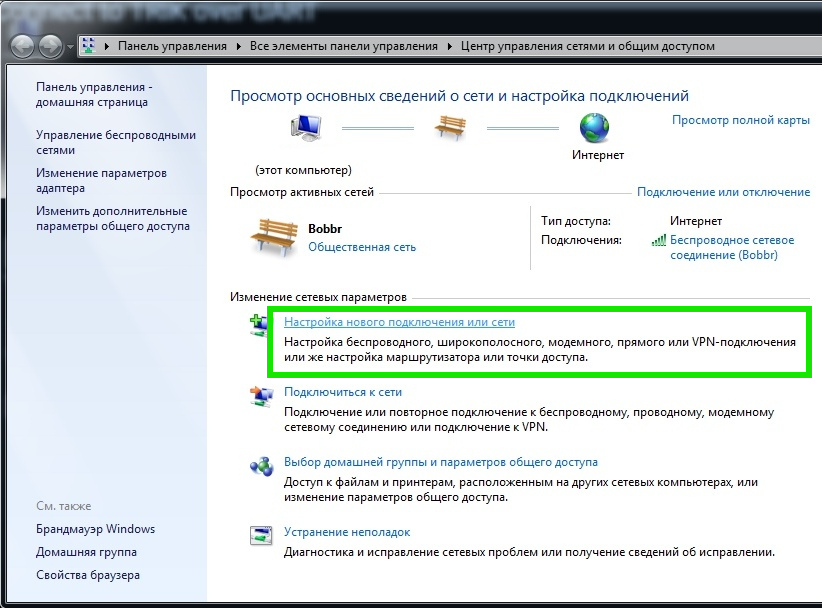 onnect to TRIK over UART
Панель управления
Все элементы панели управления
Центр управления сетями и общим доступом
Панель управления -
домашняя страница
Управление беспроводными
сетями
Изменение параметров
адаптера
Изменить дополнительные
параметры общего доступа
См. также
Брандмауэр Windows
Домашняя группа
Свойства браузера
Просмотр основных сведений о сети и настройка подключений
Просмотр полной карты
(этот компьютер)
Интернет
Просмотр активных сетей
Подключение или отключение
Bobbr
Общественная сеть
Тип доступа: Интернет
Подключения: Беспроводное сетевое
соединение (Bobbr)
Изменение сетевых параметров
Настройка нового подключения или сети
Настройка беспроводного, широкополосного, модемного, прямого или VPN-подключения
или же настройка маршрутизатора или точки доступа.
Подключиться к сети
Подключение или повторное подключение к беспроводному, проводному, модемному
сетевому соединению или подключение к VPN.
Выбор домашней группы и параметров общего доступа
Доступ к файлам и принтерам, расположенным на других сетевых компьютерах, или
изменение параметров общего доступа.
Устранение неполадок
Диагностика и исправление сетевых проблем или получение сведений об исправлении.